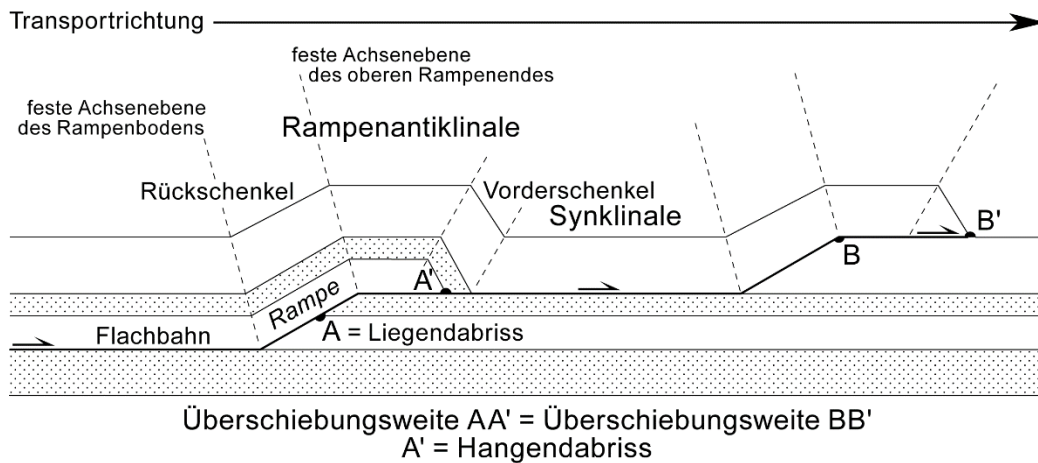 Transportrichtung
feste Achsenebene
des oberen Rampenendes
feste Achsenebene
des Rampenbodens
Rampenantiklinale
Rückschenkel
Vorderschenkel
Synklinale
B'
B
Rampe
A'
A = Liegendabriss
Flachbahn
Überschiebungsweite AA' = Überschiebungsweite BB'
A' = Hangendabriss